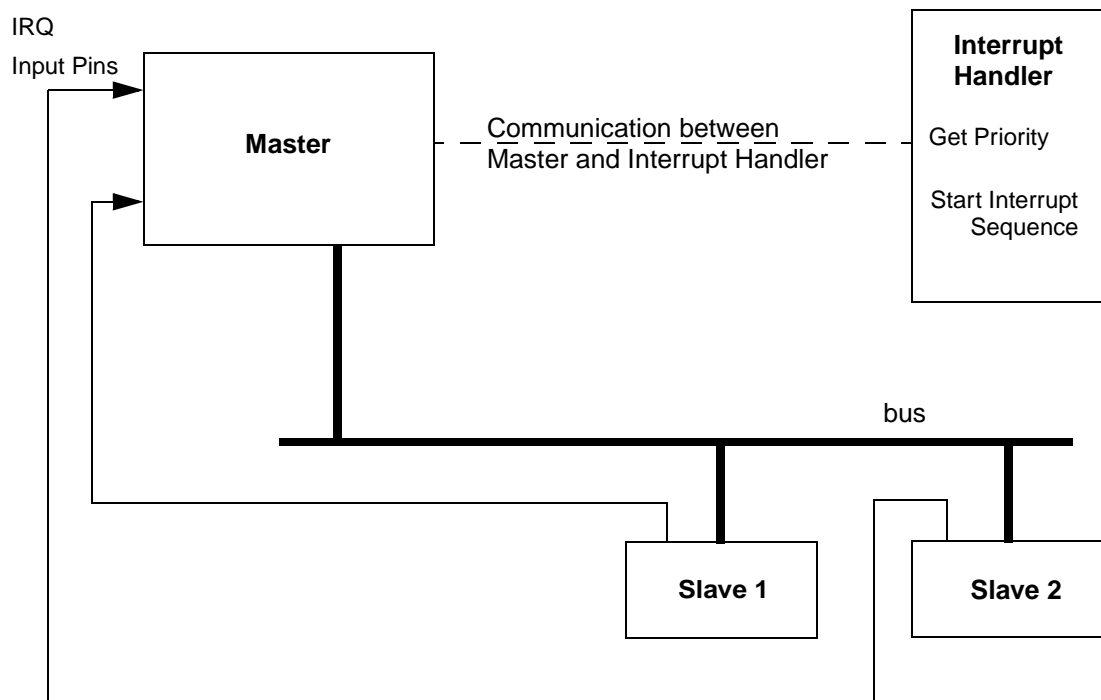 IRQ
Input Pins
Master
Communication between
Master and Interrupt Handler
Interrupt
Handler
Get Priority
Start Interrupt
Sequence
bus
Slave 1
Slave 2